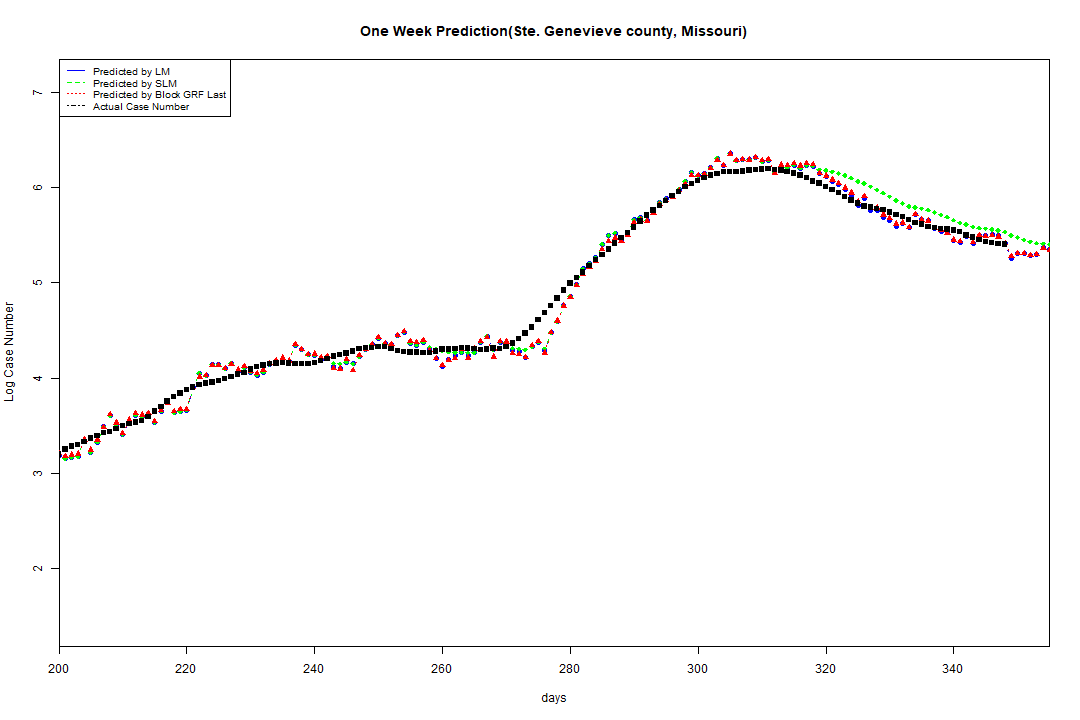 One Week Prediction(Ste. Genevieve county, Missouri)
Predicted by LM
Predicted by SLM
Predicted by Block GRF Last
Actual Case Number
7
6
5
4
3
2
Log Case Number
200 220 240 260 280 300 320 340
days